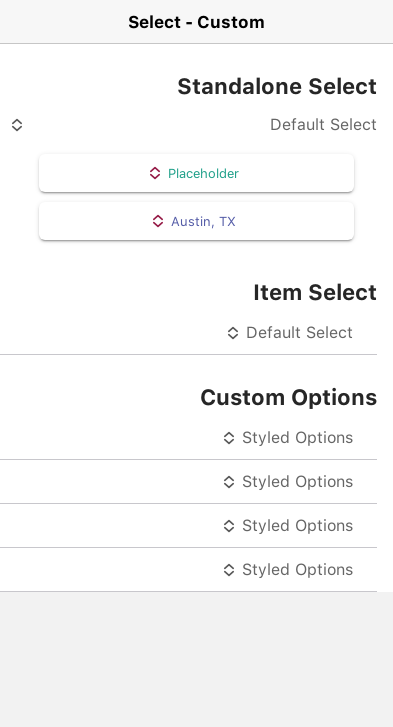 Select - Custom
Standalone Select
Default Select
Placeholder
Austin, TX
Item Select
Default Select
Custom Options
Styled Options
Styled Options
Styled Options
Styled Options